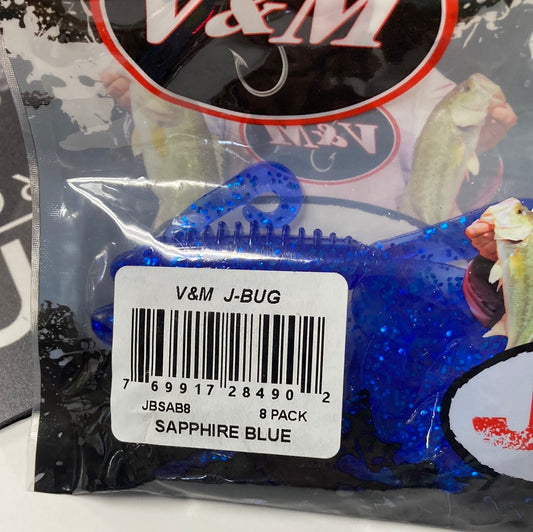 V&M
V&M
V&M J-BUG
7 69917 28490 2
JBSAB8 8 PACK
SAPPHIRE BLUE